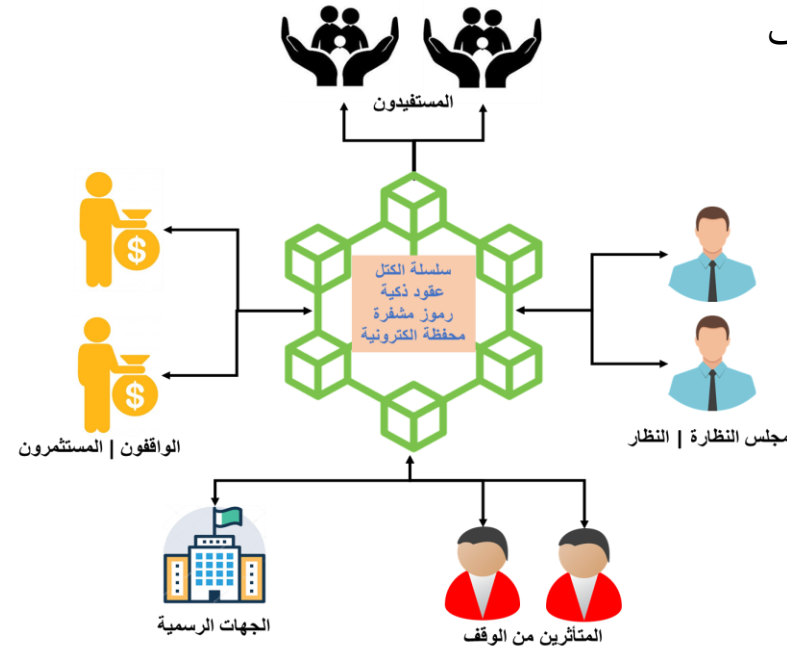 المستفيدون
سلسلة الكتل
عقود ذكية
رموز مشفرة
محفظة الكترونية
الواقفون | المستثمرون
مجلس النظارة | النظار
الجهات الرسمية
المتأثرين من الوقف